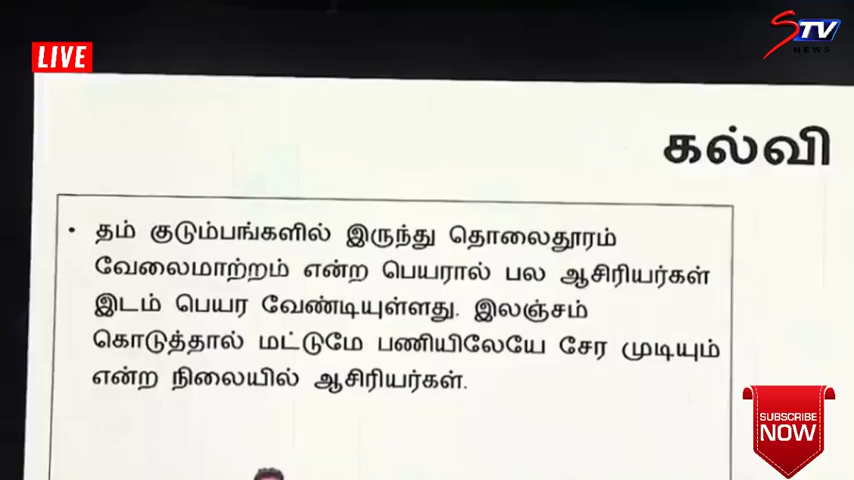 LIVE
STV
NEWS
கல்வி
• தம் குடும்பங்களில் இருந்து தொலைதூரம்
வேலைமாற்றம் என்ற பெயரால் பல ஆசிரியர்கள்
இடம் பெயர வேண்டியுள்ளது. இலஞ்சம்
கொடுத்தால் மட்டுமே பணியிலேயே சேர முடியும்
என்ற நிலையில் ஆசிரியர்கள்.
SUBSCRIBE
NOW